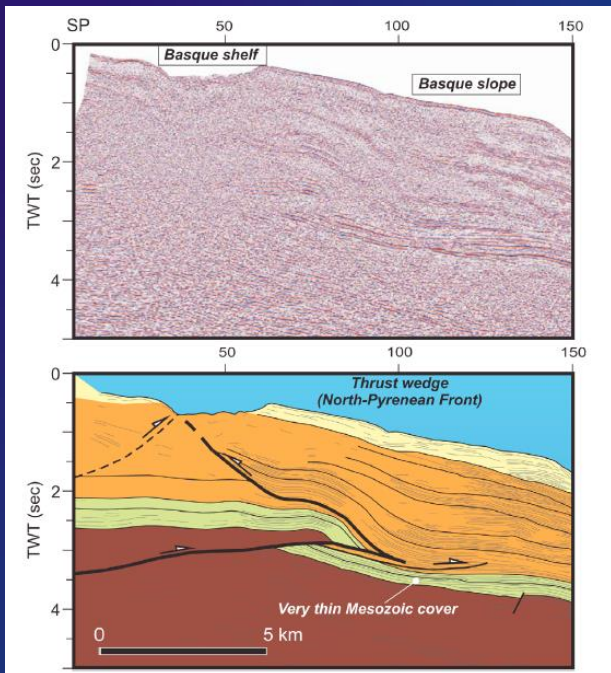 SP
50
100
150
Basque shelf
Basque slope
0
2
4
TWT (sec)
50
100
150
0
2
4
TWT (sec)
Thrust wedge
(North-Pyrenean Front)
Very thin Mesozoic cover
0
5 km